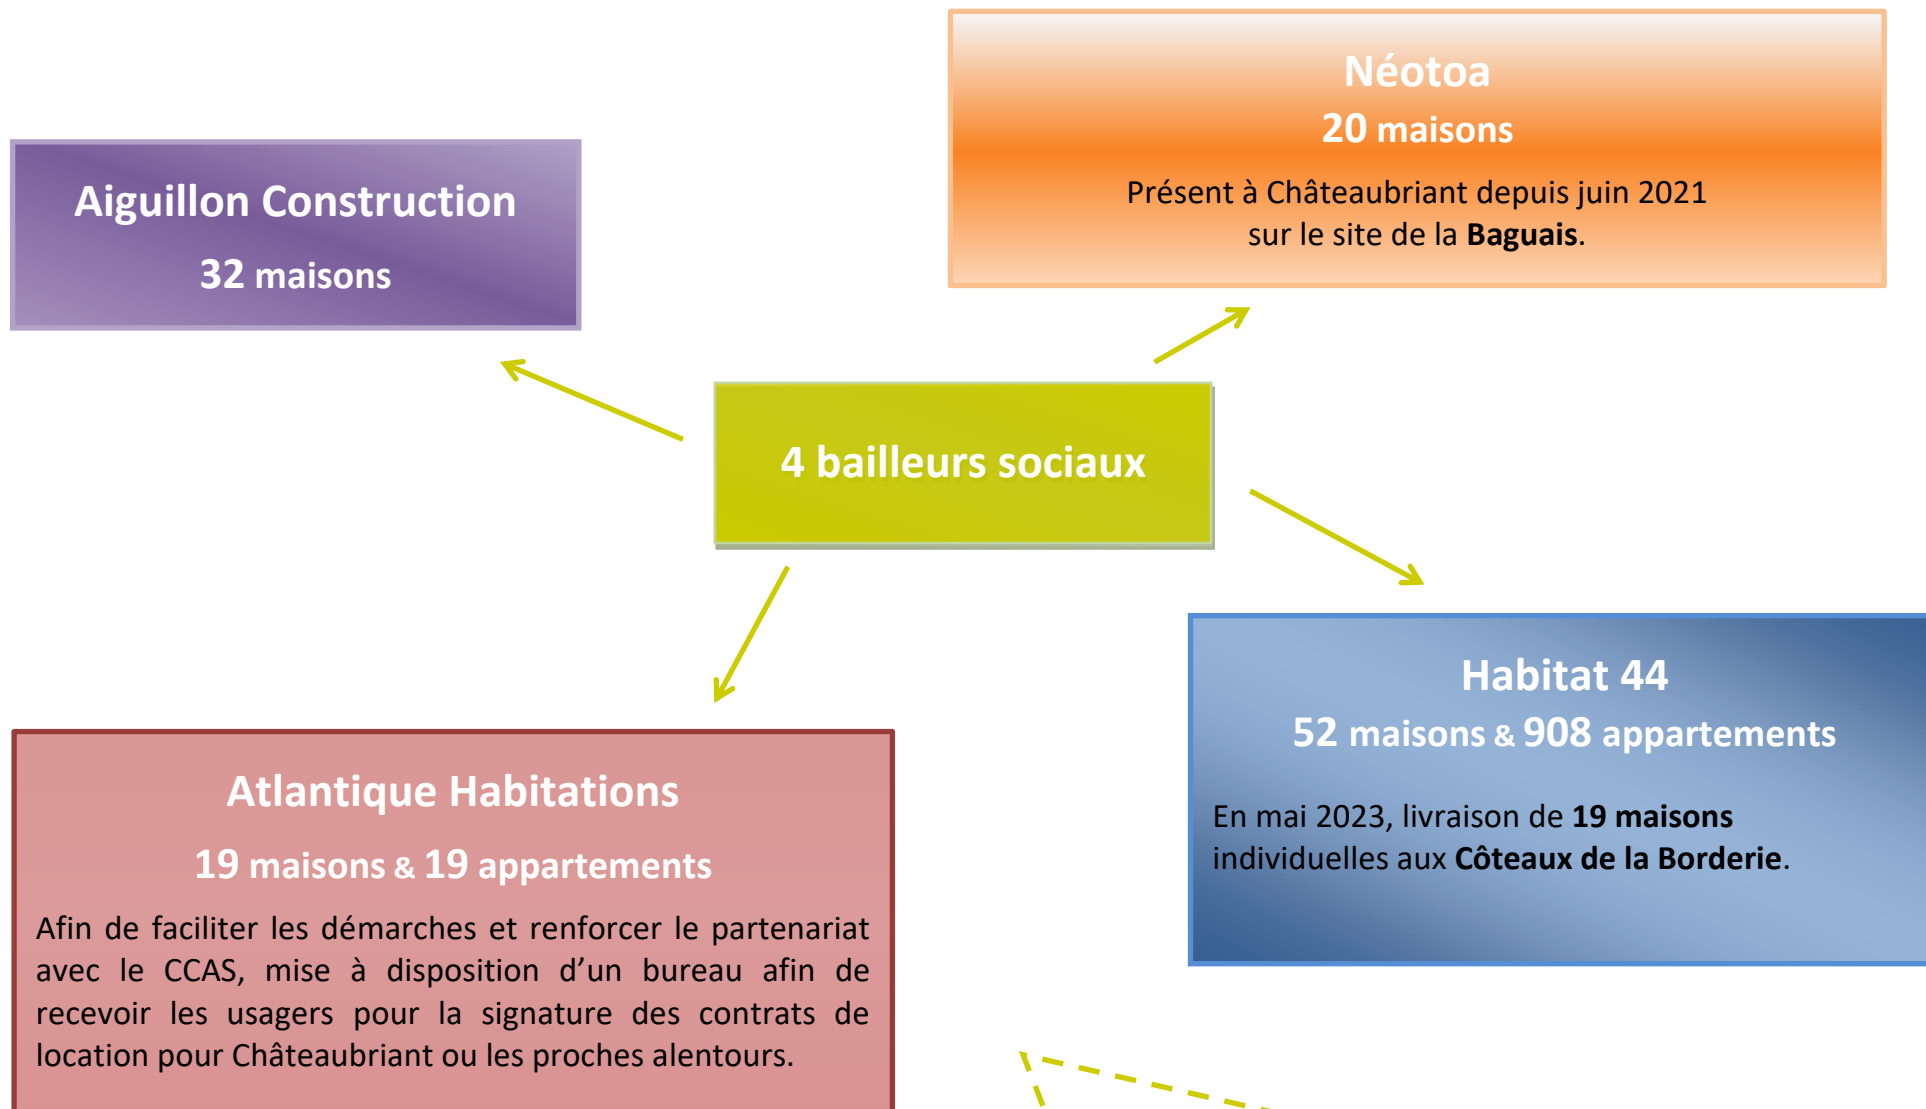 Néotoa
20 maisons
Présent à Châteaubriant depuis juin 2021
sur le site de la Baguais.
Aiguillon Construction
32 maisons
4 bailleurs sociaux
Habitat 44
52 maisons & 908 appartements
En mai 2023, livraison de 19 maisons
individuelles aux Côteaux de la Borderie.
Atlantique Habitations
19 maisons & 19 appartements
Afin de faciliter les démarches et renforcer le partenariat
avec le CCAS, mise à disposition d’un bureau afin de
recevoir les usagers pour la signature des contrats de
location pour Châteaubriant ou les proches alentours.